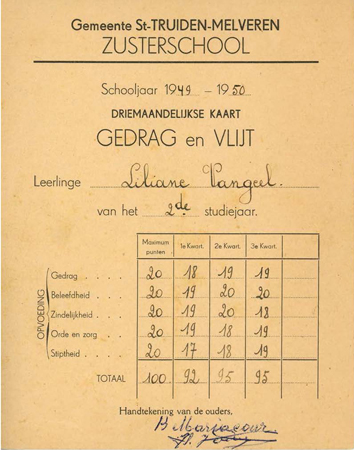 Gemeente St-TRUIDEN-MELVEREN
ZUSTERSCHOOL
Schooljaar 1949 - 1950
DRIEMAANDELIJKSE KAART
GEDRAG en VLIJT
Leerlinge Liliane Vangeel.
van het 2de studiejaar.
Maximum punten 1e Kwart. 2e Kwart. 3e Kwart.
OPVOEDING
Gedrag . . . . 20 18 19 19
Beleefdheid . . 20 19 20 20
Zindelijkheid . . 20 19 20 19
Orde en zorg . . 20 19 18 19
Stiptheid . . . 20 17 18 19
TOTAAL 100 92 95 95
Handtekening van de ouders,